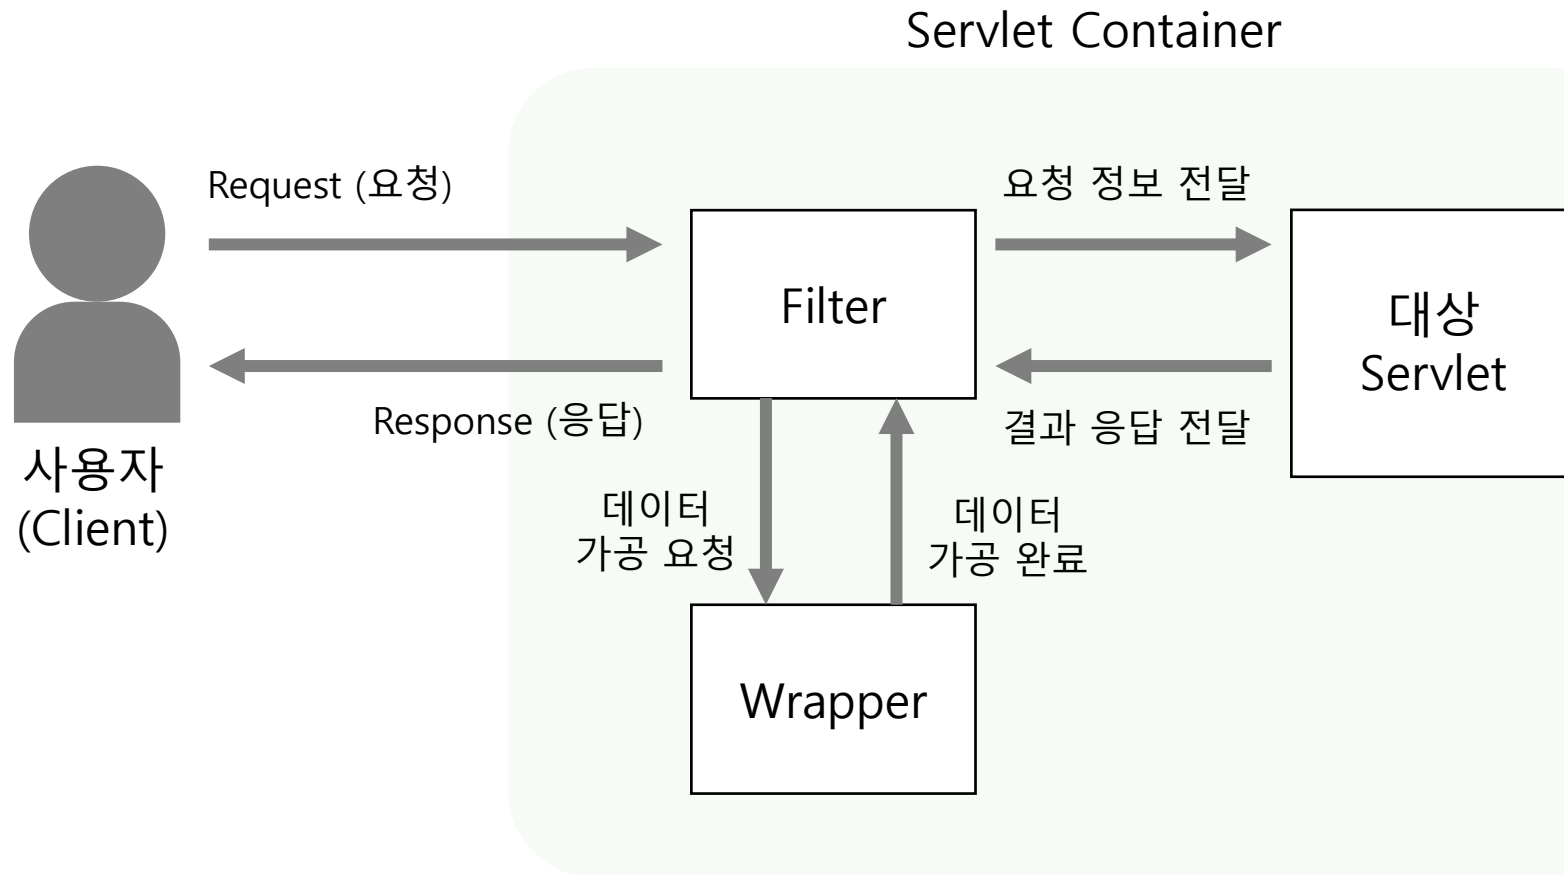 Servlet Container
Request (요청)
요청 정보 전달
Filter
대상
Servlet
Response (응답)
결과 응답 전달
사용자
(Client)
데이터
가공 요청
데이터
가공 완료
Wrapper